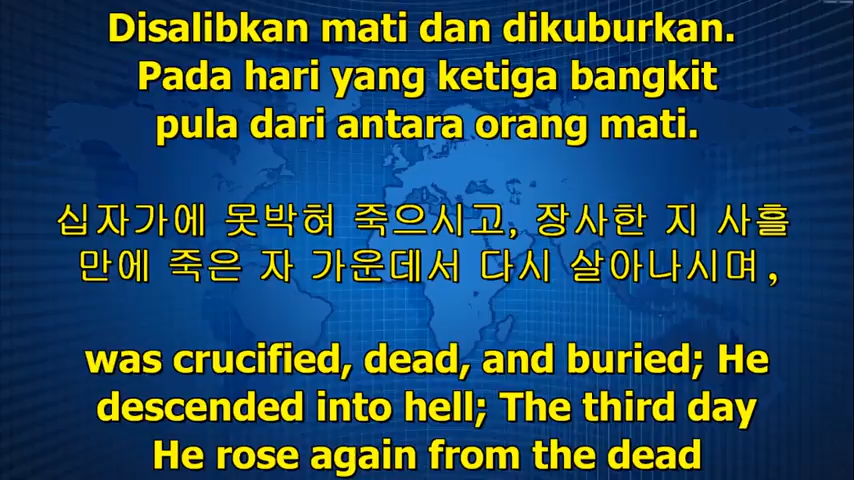 Disalibkan mati dan dikuburkan.
Pada hari yang ketiga bangkit
pula dari antara orang mati.
십자가에 못박혀 죽으시고, 장사한 지 사흘
만에 죽은 자 가운데서 다시 살아나시며,
was crucified, dead, and buried; He
descended into hell; The third day
He rose again from the dead